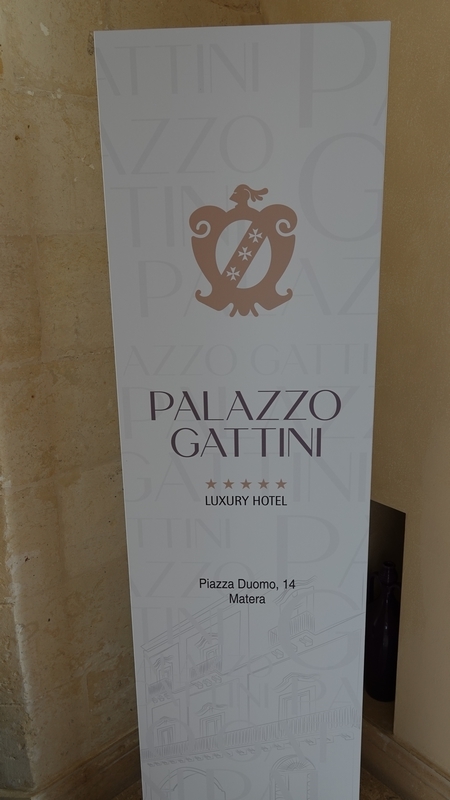 PALAZZO
GATTINI
LUXURY HOTEL
Piazza Duomo, 14
Matera